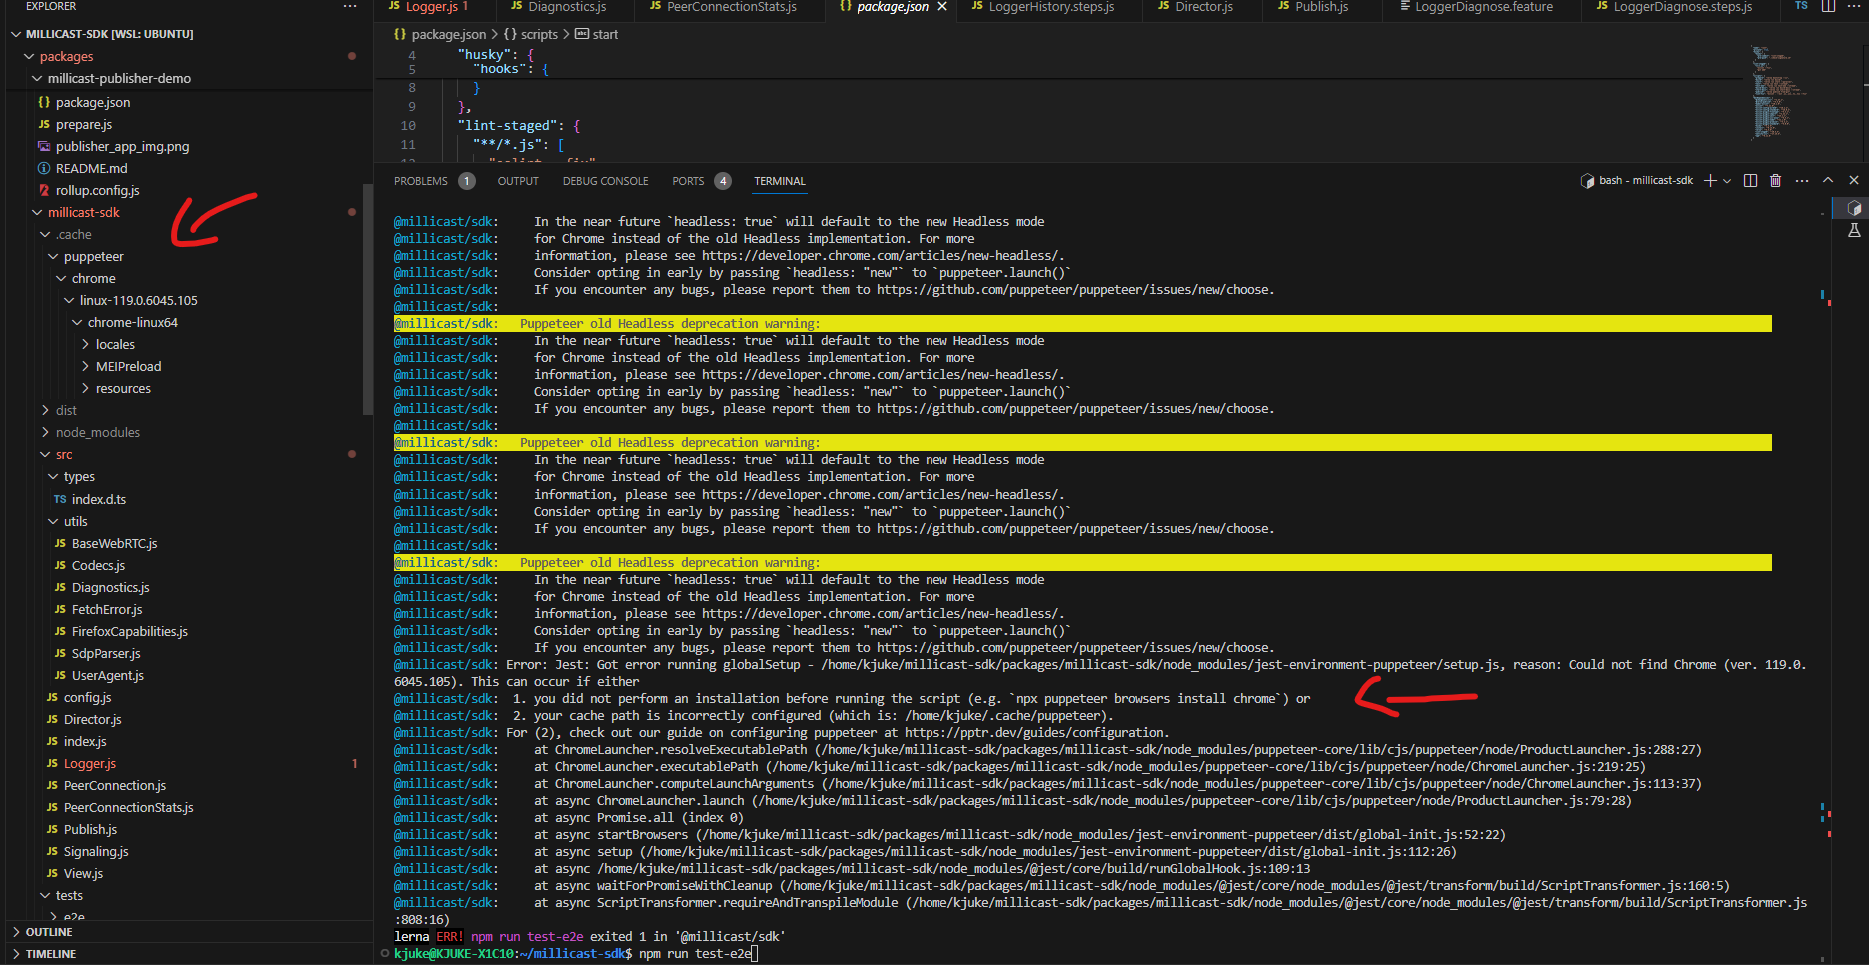 EXPLORER
MILLICAST-SDK [WSL: UBUNTU]
packages
millicast-publisher-demo
{} package.json
JS prepare.js
publisher_app_img.png
README.md
rollup.config.js
millicast-sdk
.cache
puppeteer
chrome
linux-119.0.6045.105
chrome-linux64
locales
MEIPreload
resources
dist
node_modules
src
types
TS index.d.ts
utils
JS BaseWebRTC.js
JS Codecs.js
JS Diagnostics.js
JS FetchError.js
JS FirefoxCapabilities.js
JS SdpParser.js
JS UserAgent.js
JS config.js
JS Director.js
JS index.js
JS Logger.js 1
JS PeerConnection.js
JS PeerConnectionStats.js
JS Publish.js
JS Signaling.js
JS View.js
tests
e2e
OUTLINE
TIMELINE
JS Logger.js 1 JS Diagnostics.js JS PeerConnectionStats.js {} package.json JS LoggerHistory.steps.js JS Director.js JS Publish.js LoggerDiagnose.feature JS LoggerDiagnose.steps.js TS
{} package.json > {} scripts > abc start
4 "husky": {
5 "hooks": {
8 }
9 },
10 "lint-staged": {
11 "**/*.js": [
PROBLEMS 1 OUTPUT DEBUG CONSOLE PORTS 4 TERMINAL bash - millicast-sdk
@millicast/sdk: In the near future `headless: true` will default to the new Headless mode
@millicast/sdk: for Chrome instead of the old Headless implementation. For more
@millicast/sdk: information, please see https://developer.chrome.com/articles/new-headless/.
@millicast/sdk: Consider opting in early by passing `headless: "new"` to `puppeteer.launch()`
@millicast/sdk: If you encounter any bugs, please report them to https://github.com/puppeteer/puppeteer/issues/new/choose.
@millicast/sdk:
@millicast/sdk: Puppeteer old Headless deprecation warning:
@millicast/sdk: In the near future `headless: true` will default to the new Headless mode
@millicast/sdk: for Chrome instead of the old Headless implementation. For more
@millicast/sdk: information, please see https://developer.chrome.com/articles/new-headless/.
@millicast/sdk: Consider opting in early by passing `headless: "new"` to `puppeteer.launch()`
@millicast/sdk: If you encounter any bugs, please report them to https://github.com/puppeteer/puppeteer/issues/new/choose.
@millicast/sdk:
@millicast/sdk: Puppeteer old Headless deprecation warning:
@millicast/sdk: In the near future `headless: true` will default to the new Headless mode
@millicast/sdk: for Chrome instead of the old Headless implementation. For more
@millicast/sdk: information, please see https://developer.chrome.com/articles/new-headless/.
@millicast/sdk: Consider opting in early by passing `headless: "new"` to `puppeteer.launch()`
@millicast/sdk: If you encounter any bugs, please report them to https://github.com/puppeteer/puppeteer/issues/new/choose.
@millicast/sdk:
@millicast/sdk: Puppeteer old Headless deprecation warning:
@millicast/sdk: In the near future `headless: true` will default to the new Headless mode
@millicast/sdk: for Chrome instead of the old Headless implementation. For more
@millicast/sdk: information, please see https://developer.chrome.com/articles/new-headless/.
@millicast/sdk: Consider opting in early by passing `headless: "new"` to `puppeteer.launch()`
@millicast/sdk: If you encounter any bugs, please report them to https://github.com/puppeteer/puppeteer/issues/new/choose.
@millicast/sdk: Error: Jest: Got error running globalSetup - /home/kjuke/millicast-sdk/packages/millicast-sdk/node_modules/jest-environment-puppeteer/setup.js, reason: Could not find Chrome (ver. 119.0.
6045.105). This can occur if either
@millicast/sdk: 1. you did not perform an installation before running the script (e.g. `npx puppeteer browsers install chrome`) or
@millicast/sdk: 2. your cache path is incorrectly configured (which is: /home/kjuke/.cache/puppeteer).
@millicast/sdk: For (2), check out our guide on configuring puppeteer at https://pptr.dev/guides/configuration.
@millicast/sdk: at ChromeLauncher.resolveExecutablePath (/home/kjuke/millicast-sdk/packages/millicast-sdk/node_modules/puppeteer-core/lib/cjs/puppeteer/node/ProductLauncher.js:288:27)
@millicast/sdk: at ChromeLauncher.executablePath (/home/kjuke/millicast-sdk/packages/millicast-sdk/node_modules/puppeteer-core/lib/cjs/puppeteer/node/ChromeLauncher.js:219:25)
@millicast/sdk: at ChromeLauncher.computeLaunchArguments (/home/kjuke/millicast-sdk/packages/millicast-sdk/node_modules/puppeteer-core/lib/cjs/puppeteer/node/ChromeLauncher.js:113:37)
@millicast/sdk: at async ChromeLauncher.launch (/home/kjuke/millicast-sdk/packages/millicast-sdk/node_modules/puppeteer-core/lib/cjs/puppeteer/node/ProductLauncher.js:79:28)
@millicast/sdk: at async Promise.all (index 0)
@millicast/sdk: at async startBrowsers (/home/kjuke/millicast-sdk/packages/millicast-sdk/node_modules/jest-environment-puppeteer/dist/global-init.js:52:22)
@millicast/sdk: at async setup (/home/kjuke/millicast-sdk/packages/millicast-sdk/node_modules/jest-environment-puppeteer/dist/global-init.js:112:26)
@millicast/sdk: at async /home/kjuke/millicast-sdk/packages/millicast-sdk/node_modules/@jest/core/build/runGlobalHook.js:109:13
@millicast/sdk: at async waitForPromiseWithCleanup (/home/kjuke/millicast-sdk/packages/millicast-sdk/node_modules/@jest/core/node_modules/@jest/transform/build/ScriptTransformer.js:160:5)
@millicast/sdk: at async ScriptTransformer.requireAndTranspileModule (/home/kjuke/millicast-sdk/packages/millicast-sdk/node_modules/@jest/core/node_modules/@jest/transform/build/ScriptTransformer.js
:808:16)
lerna ERR! npm run test-e2e exited 1 in '@millicast/sdk'
kjuke@KJUKE-X1C10:~/millicast-sdk$ npm run test-e2e